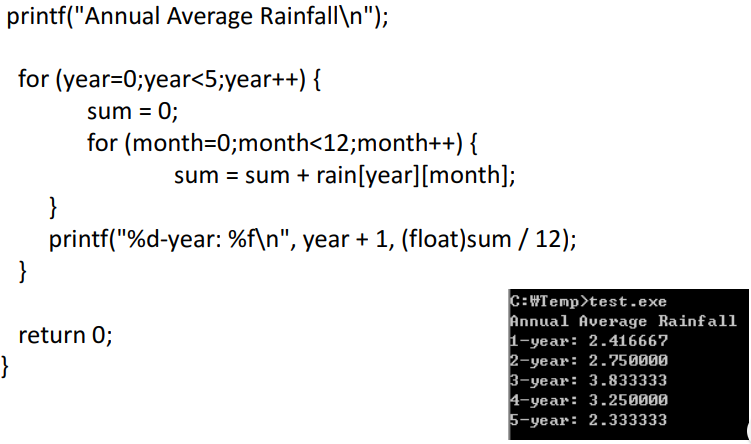 printf("Annual Average Rainfall\n");
for (year=0;year<5;year++) {
sum = 0;
for (month=0;month<12;month++) {
sum = sum + rain[year][month];
}
printf("%d-year: %f\n", year + 1, (float)sum / 12);
}
return 0;
}
C:₩Temp>test.exe
Annual Average Rainfall
1-year: 2.416667
2-year: 2.750000
3-year: 3.833333
4-year: 3.250000
5-year: 2.333333